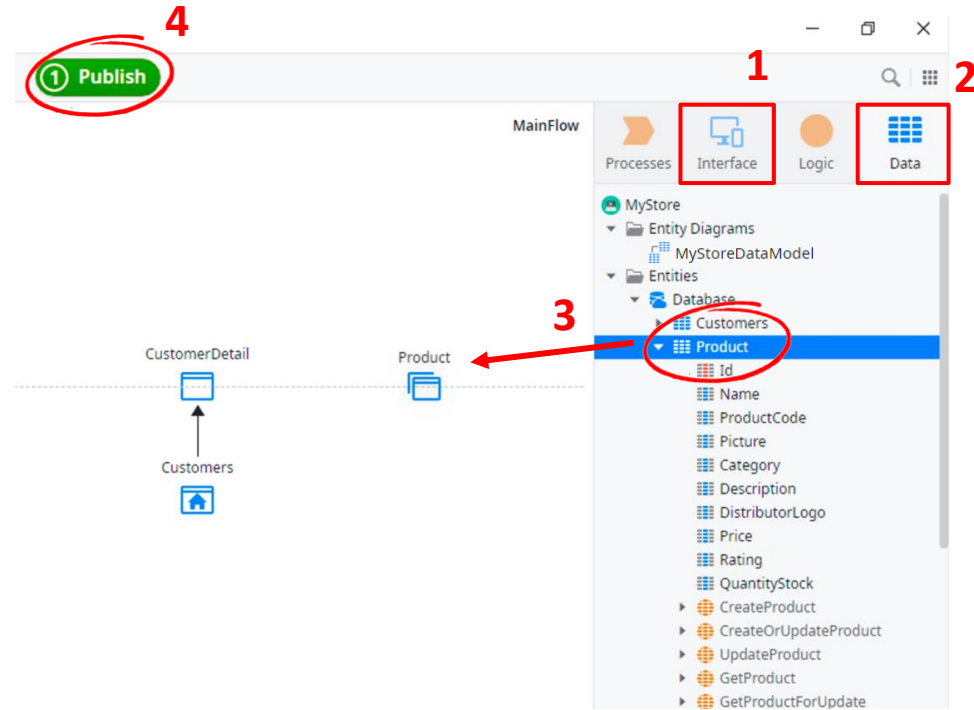 4
1 Publish
1
2
MainFlow
Processes
Interface
Logic
Data
MyStore
Entity Diagrams
MyStoreDataModel
Entities
Database
3
Customers
CustomerDetail
Product
Product
Id
Name
ProductCode
Picture
Customers
Category
Description
DistributorLogo
Price
Rating
QuantityStock
CreateProduct
CreateOrUpdateProduct
UpdateProduct
GetProduct
GetProductForUpdate